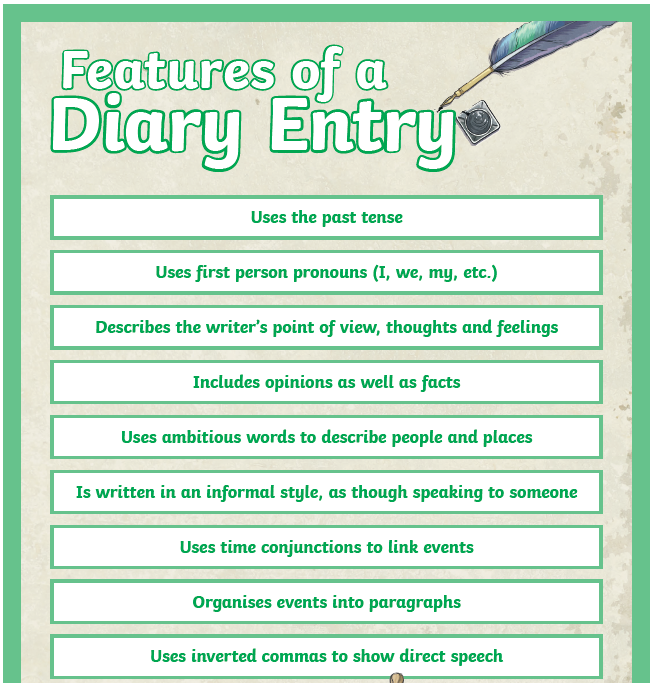 Features of a
Diary Entry
Uses the past tense
Uses first person pronouns (I, we, my, etc.)
Describes the writer's point of view, thoughts and feelings
Includes opinions as well as facts
Uses ambitious words to describe people and places
Is written in an informal style, as though speaking to someone
Uses time conjunctions to link events
Organises events into paragraphs
Uses inverted commas to show direct speech